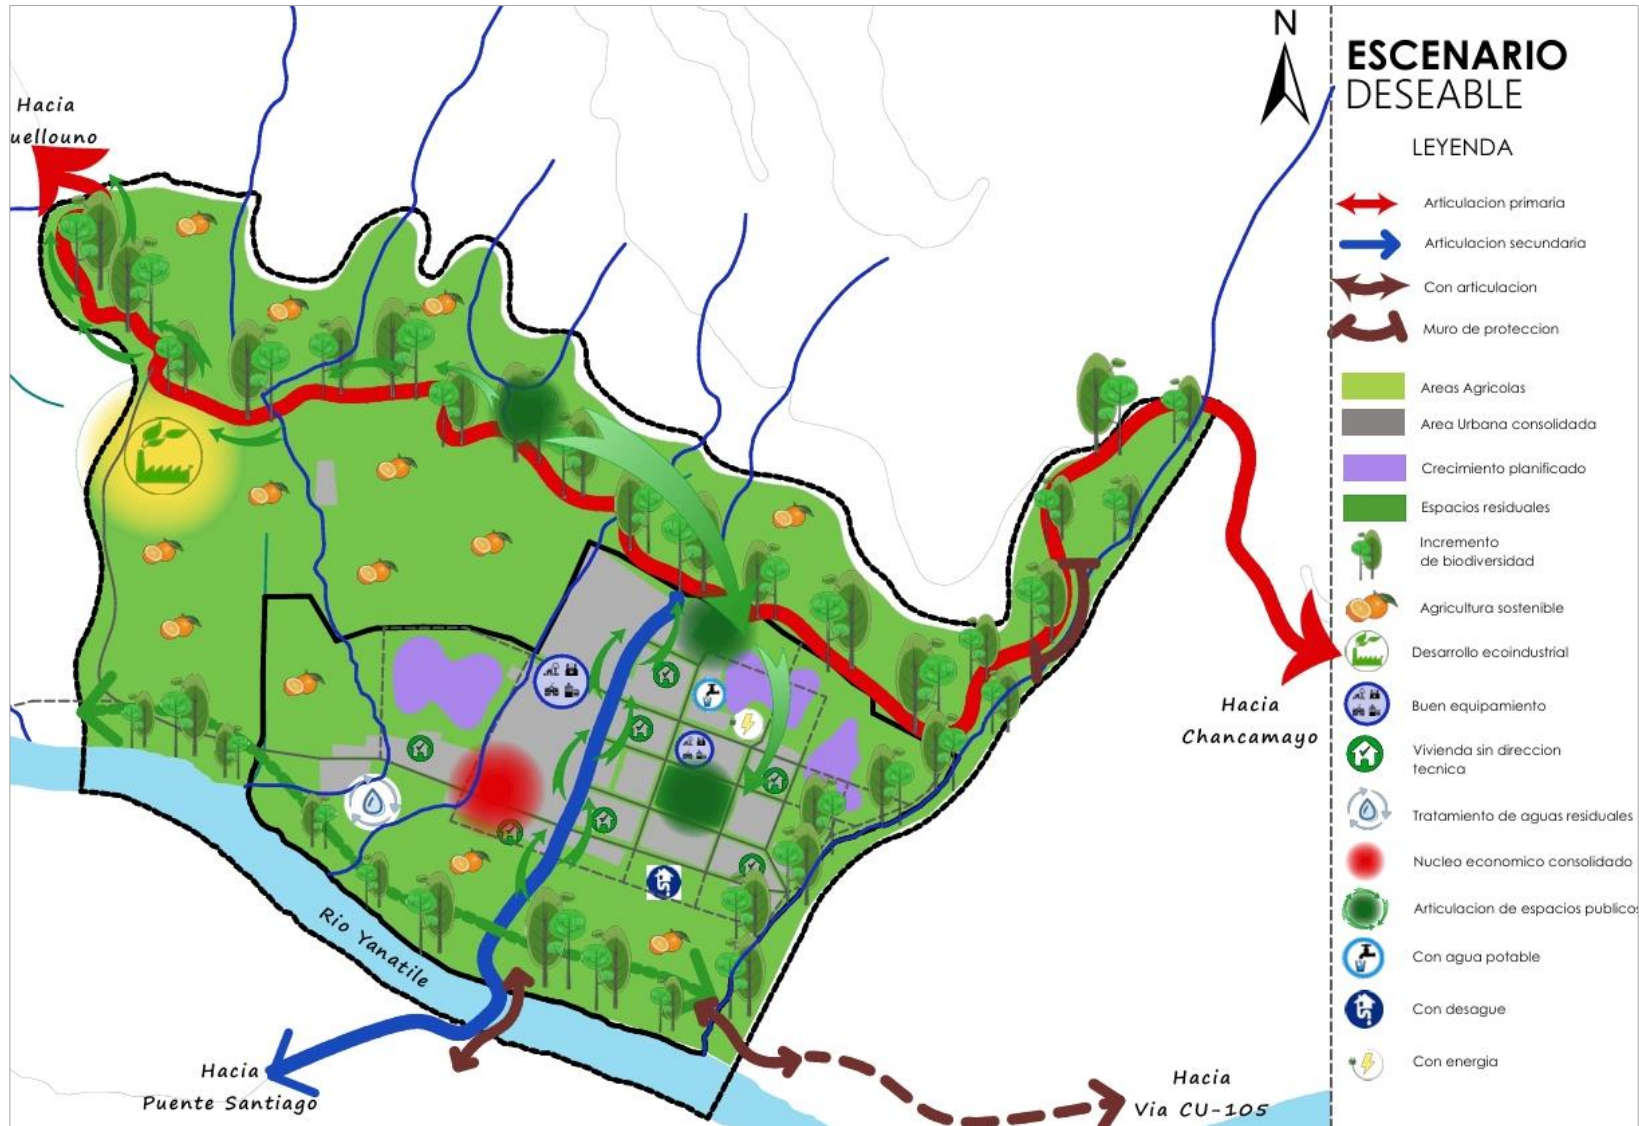 Hacia
uellouno
N
Rio Yanatile
Hacia
Puente Santiago
Hacia
Chancamayo
Hacia
Via CU-105
ESCENARIO
DESEABLE
LEYENDA
Articulacion primaria
Articulacion secundaria
Con articulacion
Muro de proteccion
Areas Agricolas
Area Urbana consolidada
Crecimiento planificado
Espacios residuales
Incremento
de biodiversidad
Agricultura sostenible
Desarrollo ecoindustrial
Buen equipamiento
Vivienda sin direccion
tecnica
Tratamiento de aguas residuales
Nucleo economico consolidado
Articulacion de espacios publicos
Con agua potable
Con desague
Con energia